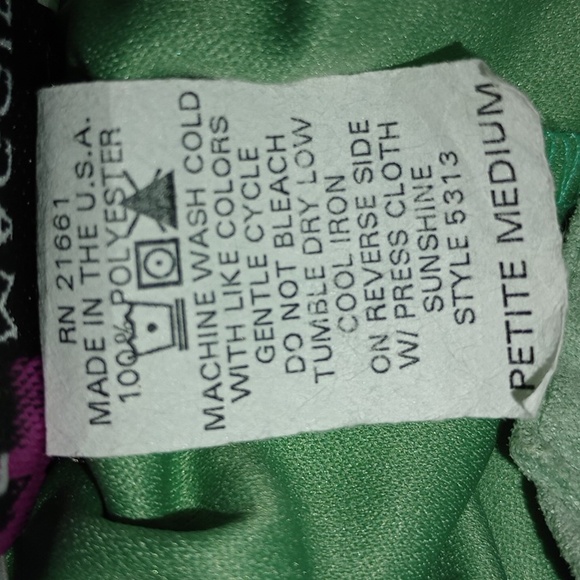 RN 21661
MADE IN THE U.S.A.
100% POLYESTER
MACHINE WASH COLD
WITH LIKE COLORS
GENTLE CYCLE
DO NOT BLEACH
TUMBLE DRY LOW
COOL IRON
ON REVERSE SIDE
W/ PRESS CLOTH
SUNSHINE
STYLE 5313
PETITE MEDIUM